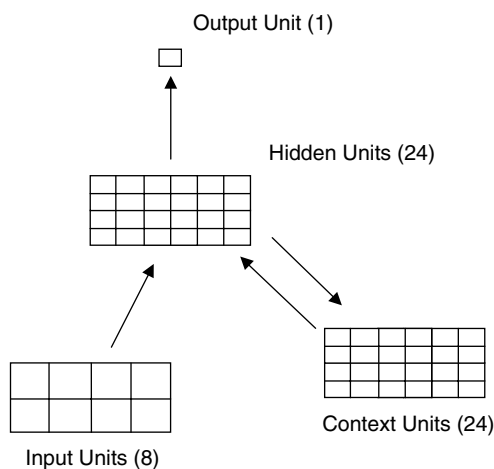 Output Unit (1)
Hidden Units (24)
Context Units (24)
Input Units (8)